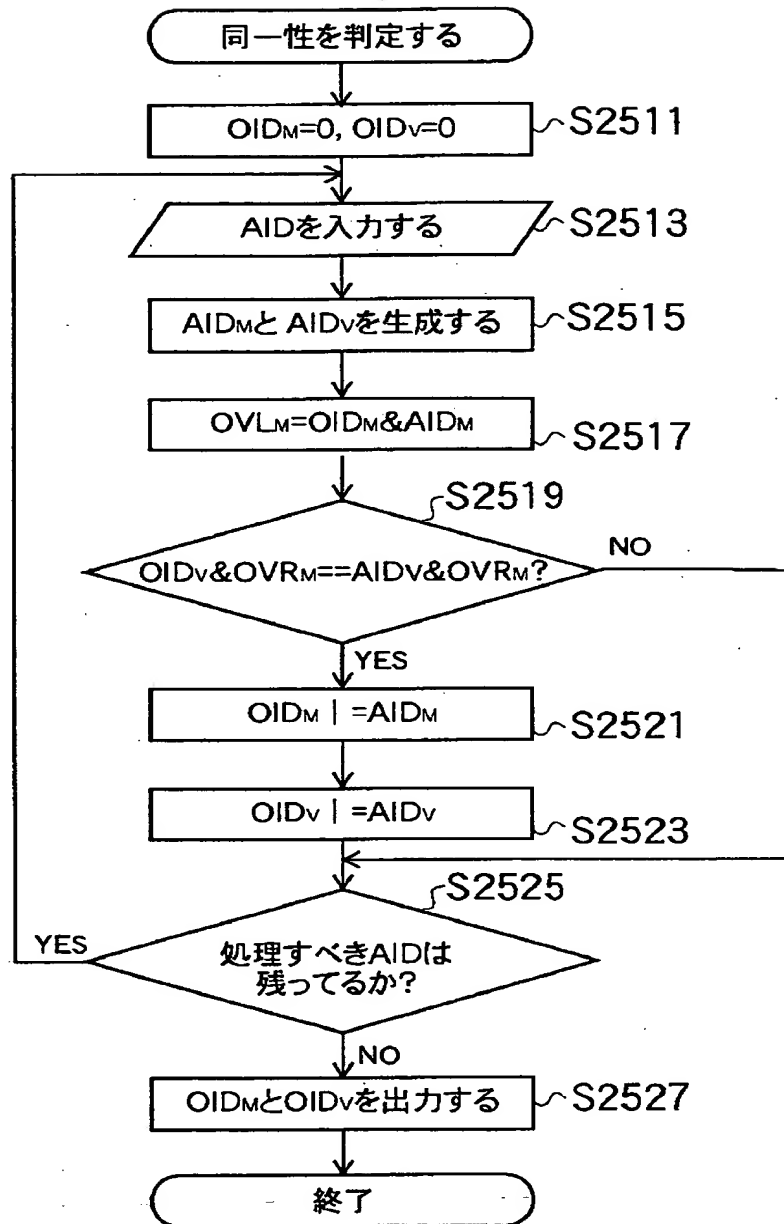 同一性を判定する
OIDM=0, OIDV=0
S2511
AIDを入力する
S2513
AIDMと AIDVを生成する
S2515
OVLM=OIDM&AIDM
S2517
S2519
OIDV&OVRM==AIDV&OVRM?
NO
YES
OIDM | =AIDM
S2521
OIDV | =AIDV
S2523
S2525
YES
処理すべきAIDは
残ってるか?
NO
OIDMとOIDVを出力する
S2527
終了